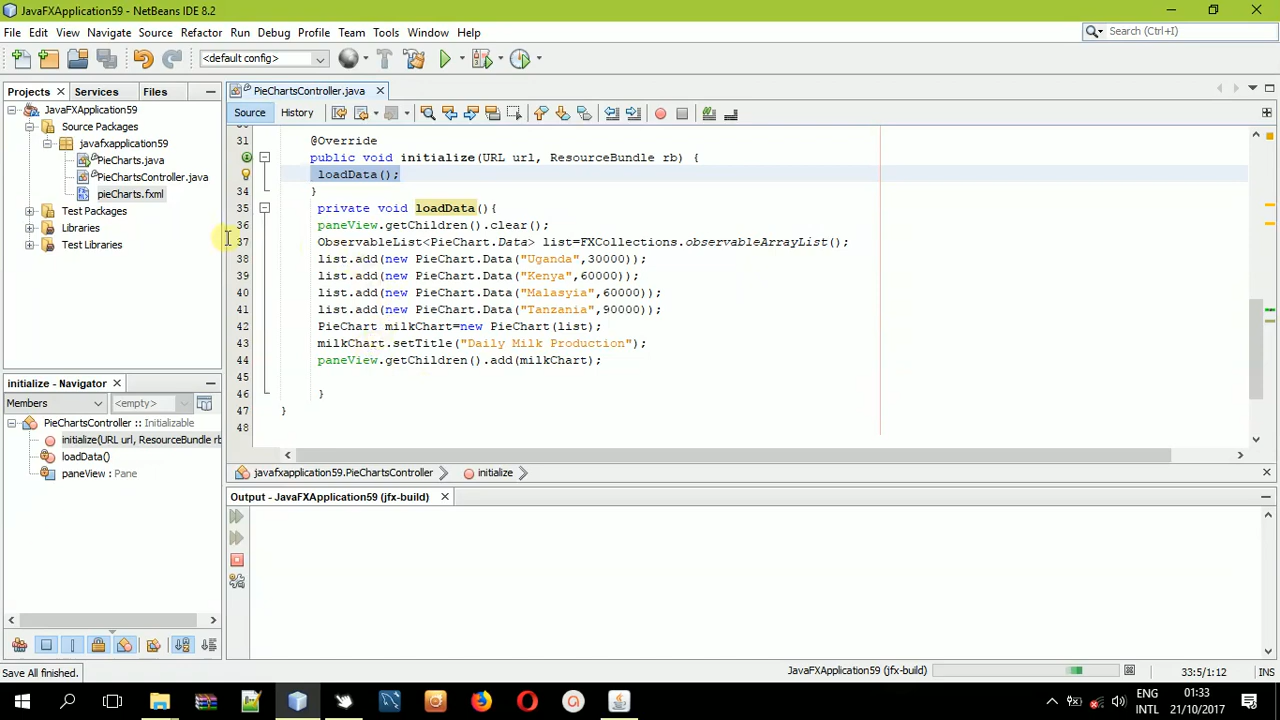 JavaFXApplication59 - NetBeans IDE 8.2
File Edit View Navigate Source Refactor Run Debug Profile Team Tools Window Help
Search (Ctrl+I)
<default config>
Projects Services Files
PieChartsController.java
JavaFXApplication59
Source Packages
javafxapplication59
PieCharts.java
PieChartsController.java
pieCharts.fxml
Test Packages
Libraries
Test Libraries
Source History
31 @Override
public void initialize(URL url, ResourceBundle rb) {
loadData();
34 }
35 private void loadData(){
36 paneView.getChildren().clear();
37 ObservableList<PieChart.Data> list=FXCollections.observableArrayList();
38 list.add(new PieChart.Data("Uganda",30000));
39 list.add(new PieChart.Data("Kenya",60000));
40 list.add(new PieChart.Data("Malasyia",60000));
41 list.add(new PieChart.Data("Tanzania",90000));
42 PieChart milkChart=new PieChart(list);
43 milkChart.setTitle("Daily Milk Production");
44 paneView.getChildren().add(milkChart);
45
46 }
47 }
48
initialize - Navigator
Members <empty>
PieChartsController :: Initializable
initialize(URL url, ResourceBundle rb
loadData()
paneView : Pane
javafxapplication59.PieChartsController initialize
Output - JavaFXApplication59 (jfx-build)
Save All finished.
JavaFXApplication59 (jfx-build)
33:5/1:12 INS
ENG
INTL
01:33
21/10/2017